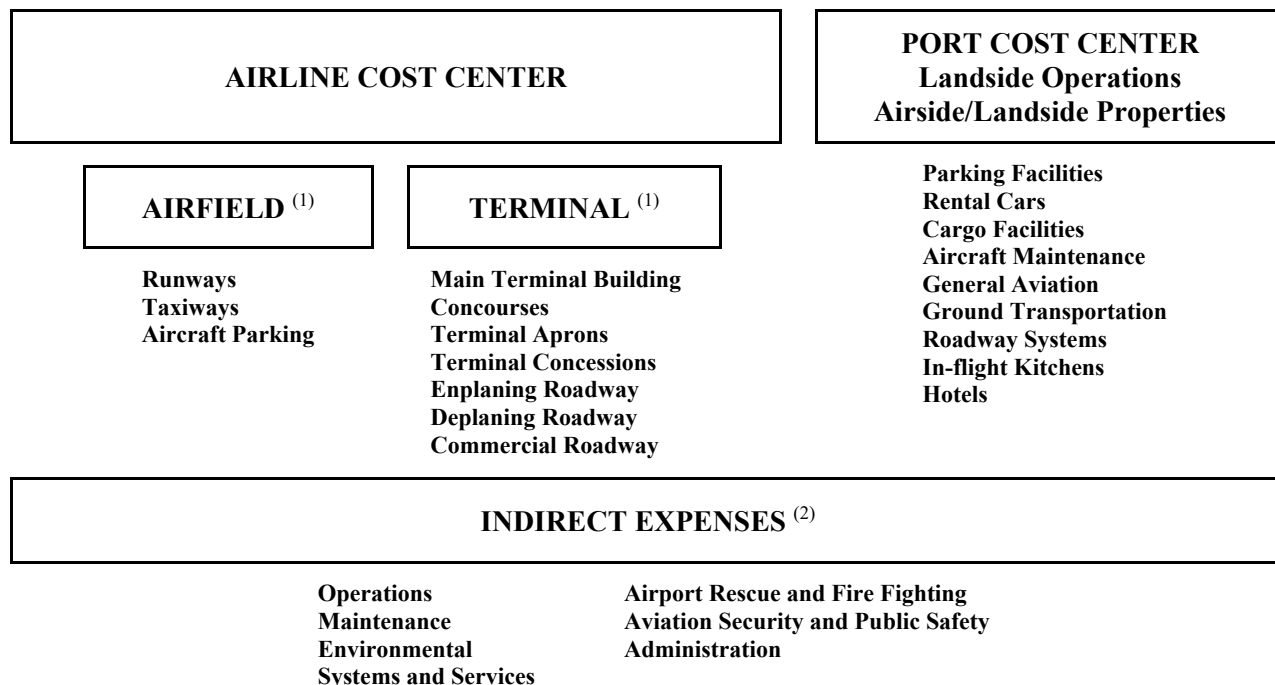 AIRLINE COST CENTER
PORT COST CENTER
Landside Operations
Airside/Landside Properties
AIRFIELD (1)
Runways
Taxiways
Aircraft Parking
TERMINAL (1)
Main Terminal Building
Concourses
Terminal Aprons
Terminal Concessions
Enplaning Roadway
Deplaning Roadway
Commercial Roadway
Parking Facilities
Rental Cars
Cargo Facilities
Aircraft Maintenance
General Aviation
Ground Transportation
Roadway Systems
In-flight Kitchens
Hotels
INDIRECT EXPENSES (2)
Operations
Maintenance
Environmental
Systems and Services
Airport Rescue and Fire Fighting
Aviation Security and Public Safety
Administration